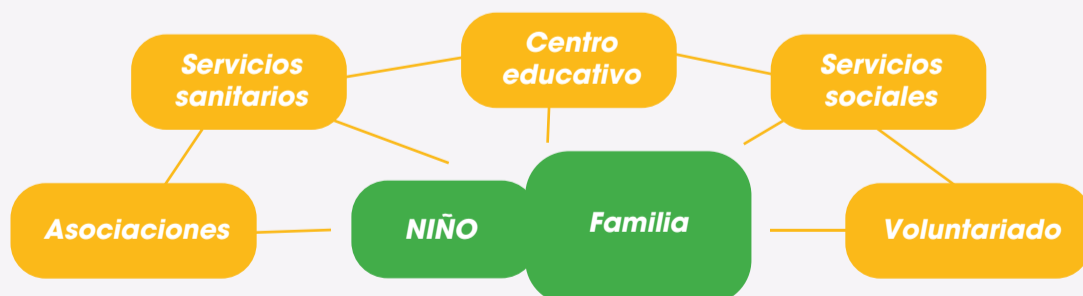 Centro
educativo
Servicios
sanitarios
Servicios
sociales
Asociaciones
NIÑO
Familia
Voluntariado